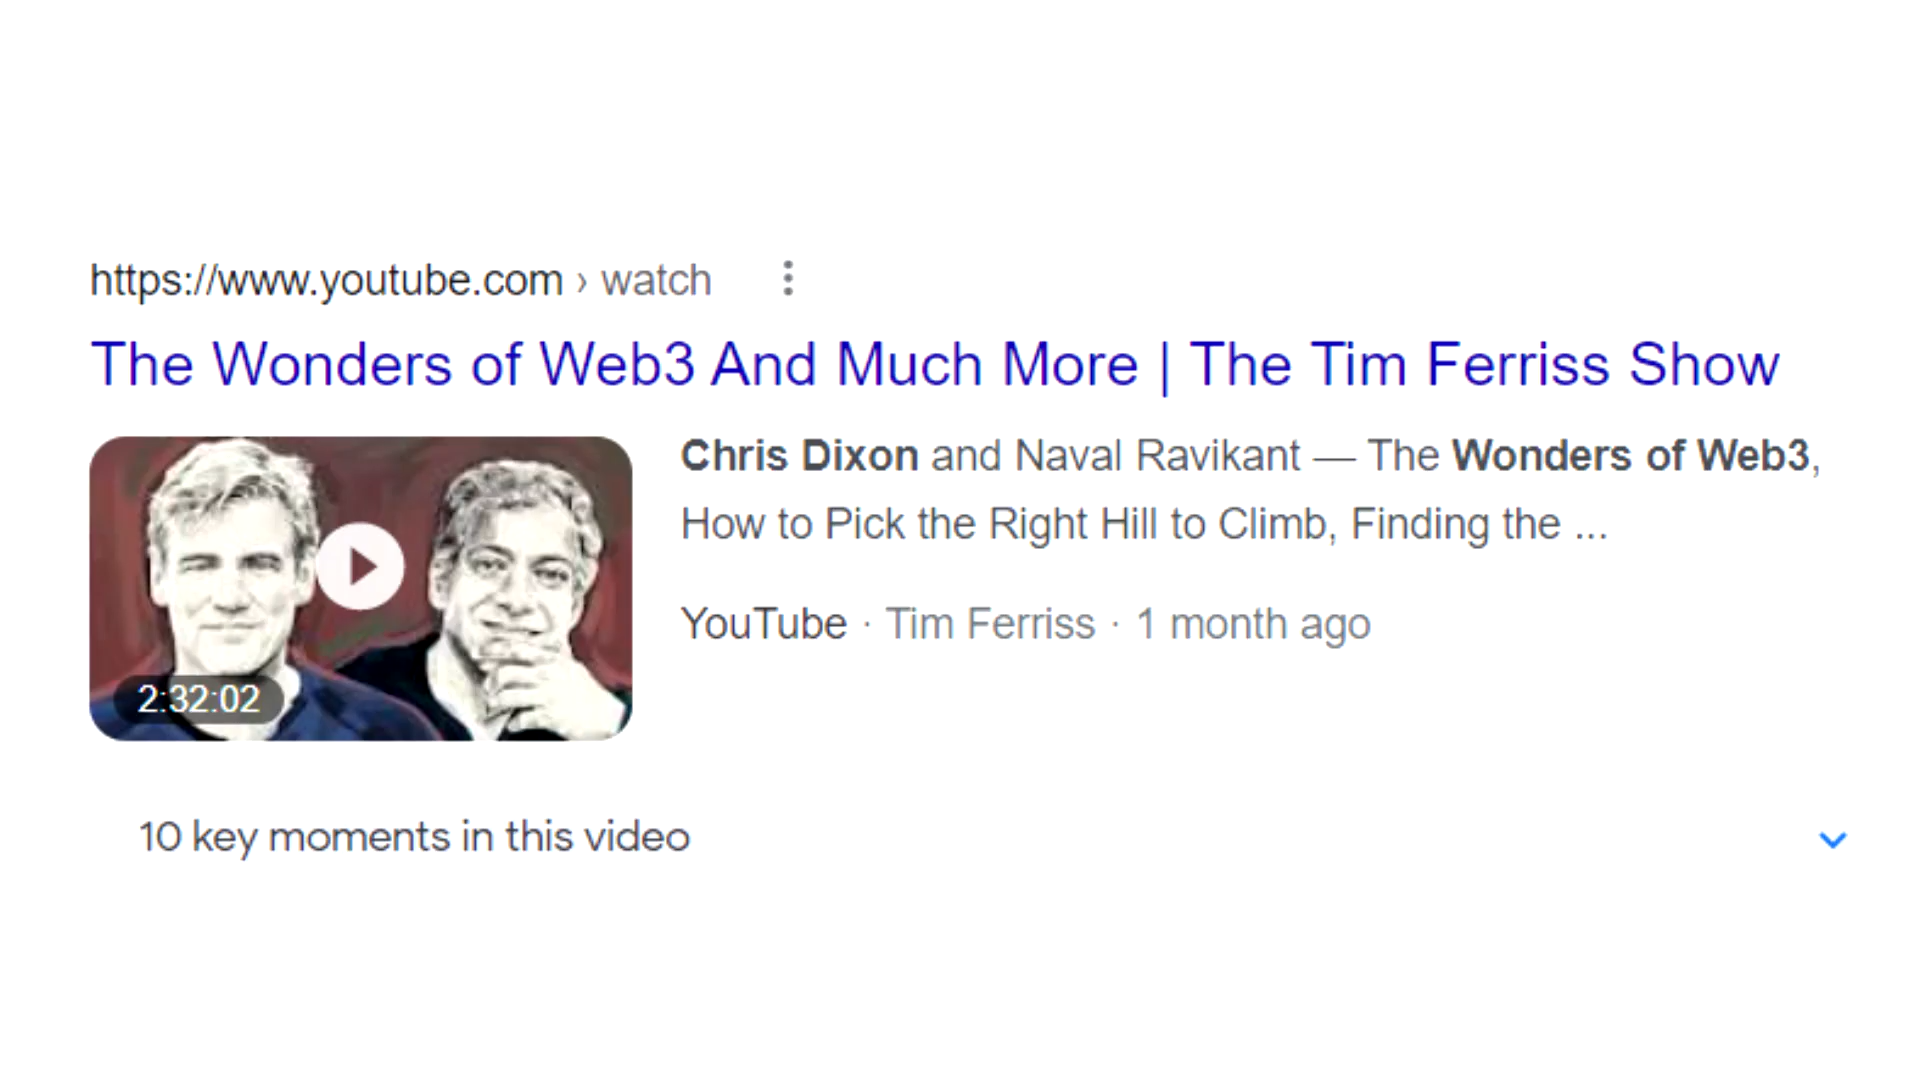 https://www.youtube.com › watch
The Wonders of Web3 And Much More | The Tim Ferriss Show
Chris Dixon and Naval Ravikant — The Wonders of Web3,
How to Pick the Right Hill to Climb, Finding the ...
YouTube · Tim Ferriss · 1 month ago
2:32:02
10 key moments in this video